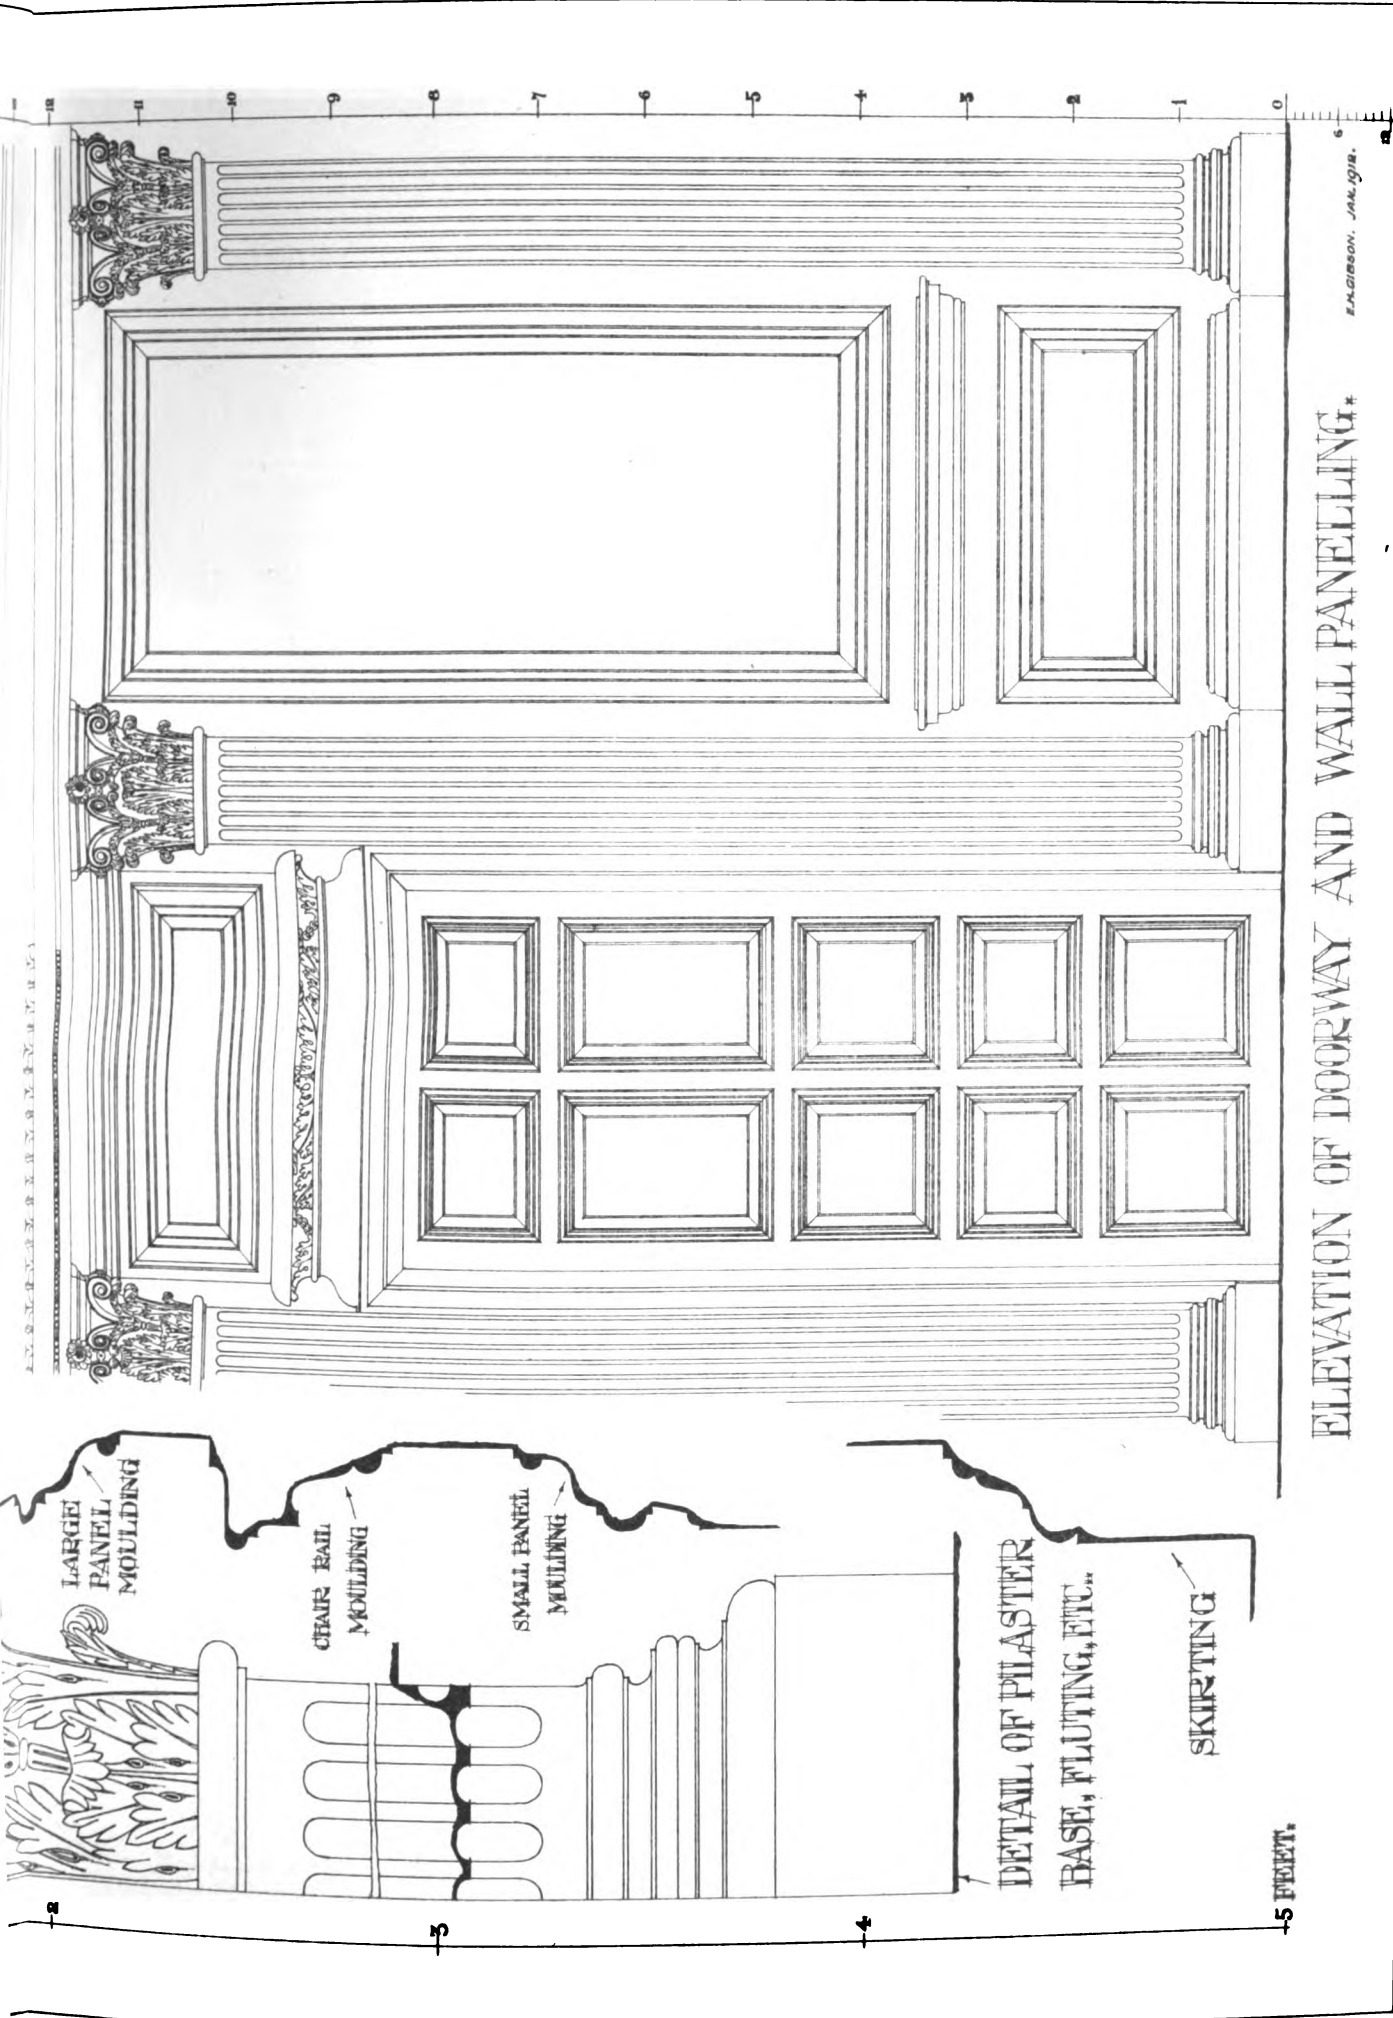 LARGE
PANEL
MOULDING
CHAIR RAIL
MOULDING
SMALL PANEL
MOULDING
SKIRTING
DETAIL OF PILASTER
BASE, FLUTING, ETC.
2
3
4
5 FEET.
12
11
10
9
8
7
6
5
4
3
2
1
0
6
12
ELEVATION OF DOORWAY AND WALL PANELLING.
E.M.GIBSON. JAN. 1912.